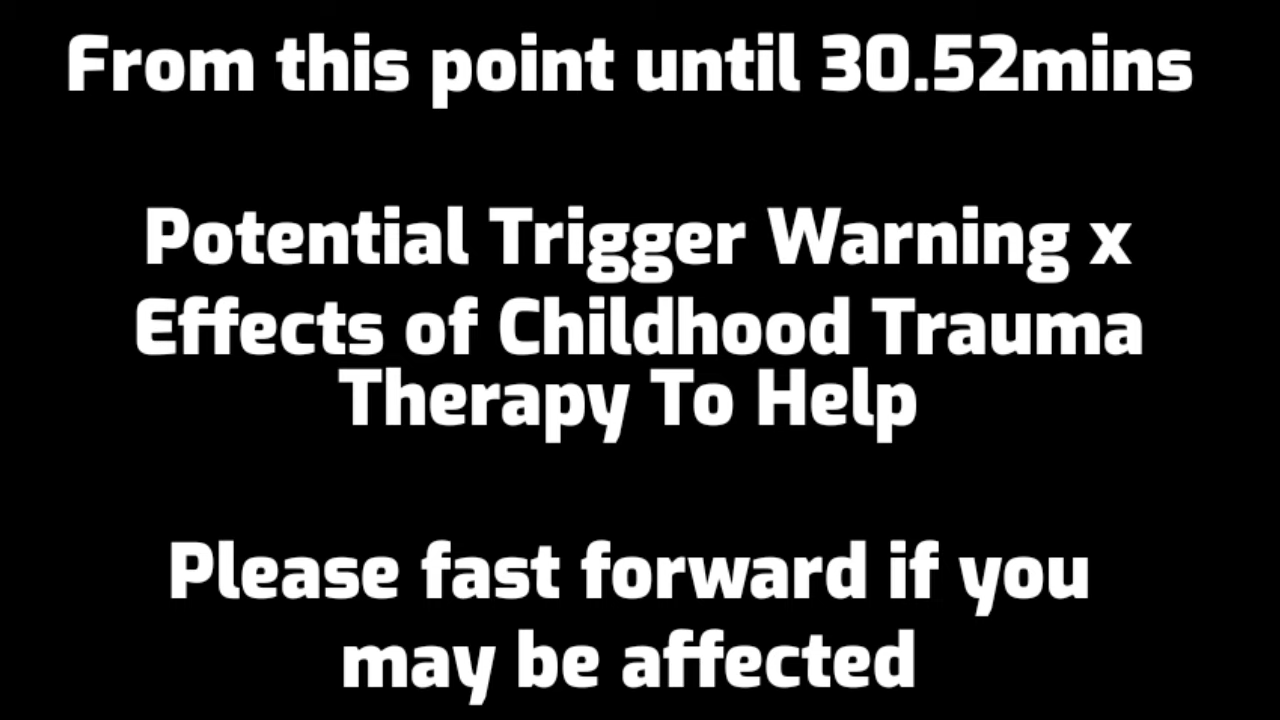 From this point until 30.52mins
Potential Trigger Warning x
Effects of Childhood Trauma
Therapy To Help
Please fast forward if you
may be affected